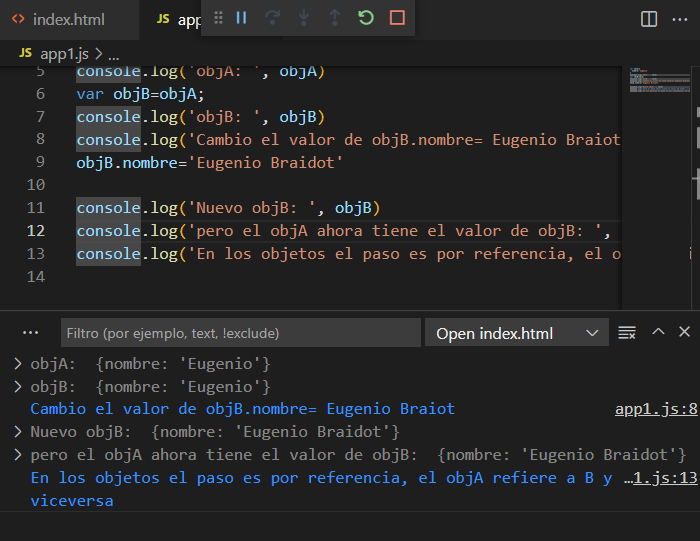 index.html
JS app
JS app1.js > ...
5 console.log('objA: ', objA)
6 var objB=objA;
7 console.log('objB: ', objB)
8 console.log('Cambio el valor de objB.nombre= Eugenio Braiot
9 objB.nombre='Eugenio Braidot'
10
11 console.log('Nuevo objB: ', objB)
12 console.log('pero el objA ahora tiene el valor de objB: ',
13 console.log('En los objetos el paso es por referencia, el o
14
Filtro (por ejemplo, text, !exclude) Open index.html
> objA: {nombre: 'Eugenio'}
> objB: {nombre: 'Eugenio'}
Cambio el valor de objB.nombre= Eugenio Braiot app1.js:8
> Nuevo objB: {nombre: 'Eugenio Braidot'}
> pero el objA ahora tiene el valor de objB: {nombre: 'Eugenio Braidot'}
En los objetos el paso es por referencia, el objA refiere a B y …1.js:13
viceversa